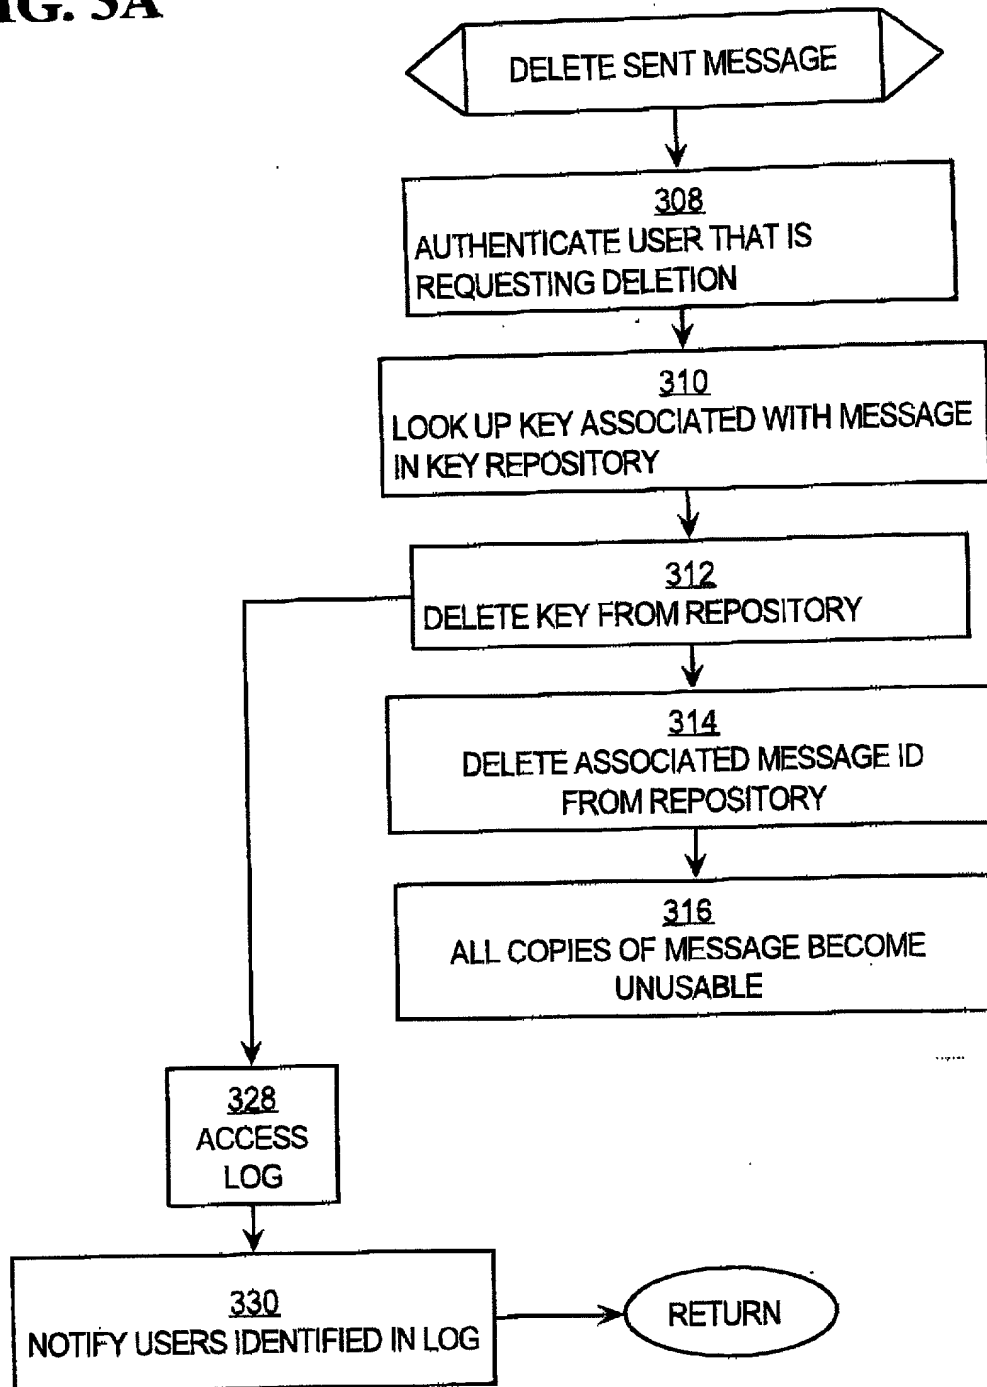 FIG. 3A
DELETE SENT MESSAGE
308
AUTHENTICATE USER THAT IS
REQUESTING DELETION
310
LOOK UP KEY ASSOCIATED WITH MESSAGE
IN KEY REPOSITORY
312
DELETE KEY FROM REPOSITORY
314
DELETE ASSOCIATED MESSAGE ID
FROM REPOSITORY
316
ALL COPIES OF MESSAGE BECOME
UNUSABLE
328
ACCESS
LOG
330
NOTIFY USERS IDENTIFIED IN LOG
RETURN